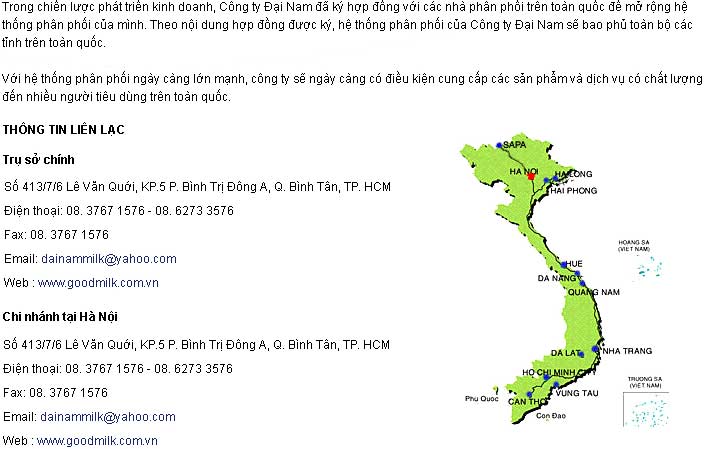 Trong chiến lược phát triển kinh doanh, Công ty Đại Nam đã ký hợp đồng với các nhà phân phối trên toàn quốc để mở rộng hệ
thống phân phối của mình. Theo nội dung hợp đồng được ký, hệ thống phân phối của Công ty Đại Nam sẽ bao phủ toàn bộ các
tỉnh trên toàn quốc.
Với hệ thống phân phối ngày càng lớn mạnh, công ty sẽ ngày càng có điều kiện cung cấp các sản phẩm và dịch vụ có chất lượng
đến nhiều người tiêu dùng trên toàn quốc.
THÔNG TIN LIÊN LẠC
Trụ sở chính
Số 413/7/6 Lê Văn Quới, KP.5 P. Bình Trị Đông A, Q. Bình Tân, TP. HCM
Điện thoại: 08. 3767 1576 - 08. 6273 3576
Fax: 08. 3767 1576
Email: dainammilk@yahoo.com
Web : www.goodmilk.com.vn
Chi nhánh tại Hà Nội
Số 413/7/6 Lê Văn Quới, KP.5 P. Bình Trị Đông A, Q. Bình Tân, TP. HCM
Điện thoại: 08. 3767 1576 - 08. 6273 3576
Fax: 08. 3767 1576
Email: dainammilk@yahoo.com
Web : www.goodmilk.com.vn
SAPA
HA NOI
HA LONG
HAI PHONG
HOANG SA
(VIET NAM)
HUE
DA NANG
QUANG NAM
DA LAT
NHA TRANG
HO CHI MINH CITY
TRUONG SA
(VIET NAM)
VUNG TAU
Phu Quoc
CAN THO
Con Dao